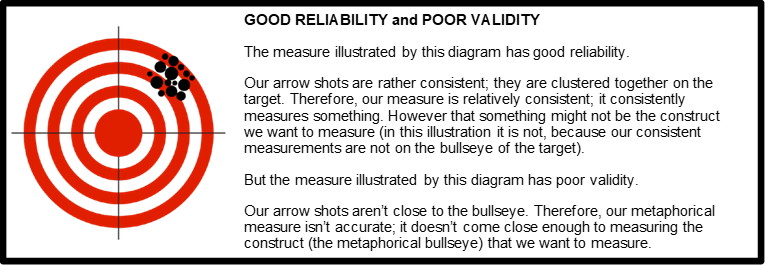 GOOD RELIABILITY and POOR VALIDITY
The measure illustrated by this diagram has good reliability.
Our arrow shots are rather consistent; they are clustered together on the
target. Therefore, our measure is relatively consistent; it consistently
measures something. However that something might not be the construct
we want to measure (in this illustration it is not, because our consistent
measurements are not on the bullseye of the target).
But the measure illustrated by this diagram has poor validity.
Our arrow shots aren’t close to the bullseye. Therefore, our metaphorical
measure isn’t accurate; it doesn’t come close enough to measuring the
construct (the metaphorical bullseye) that we want to measure.